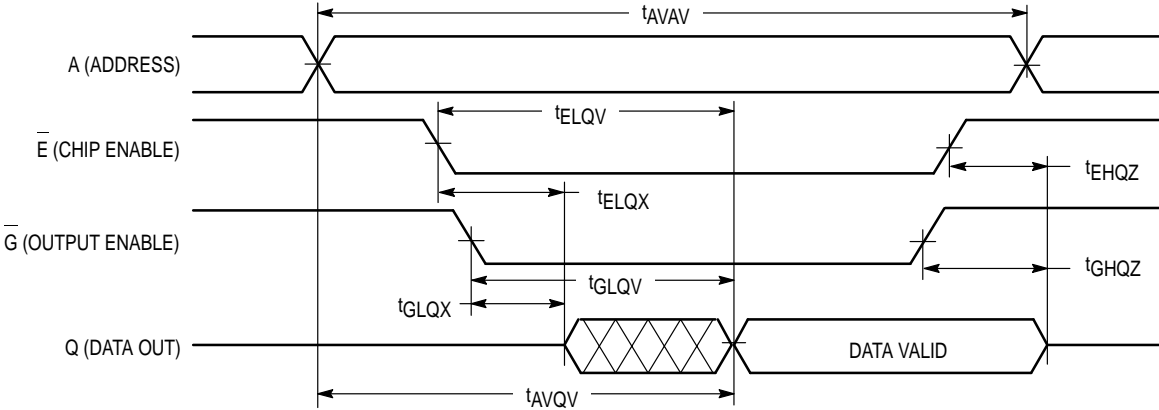 tAVAV
A (ADDRESS)
tELQV
E̅ (CHIP ENABLE)
tEHQZ
tELQX
G̅ (OUTPUT ENABLE)
tGHQZ
tGLQV
tGLQX
Q (DATA OUT)
DATA VALID
tAVQV